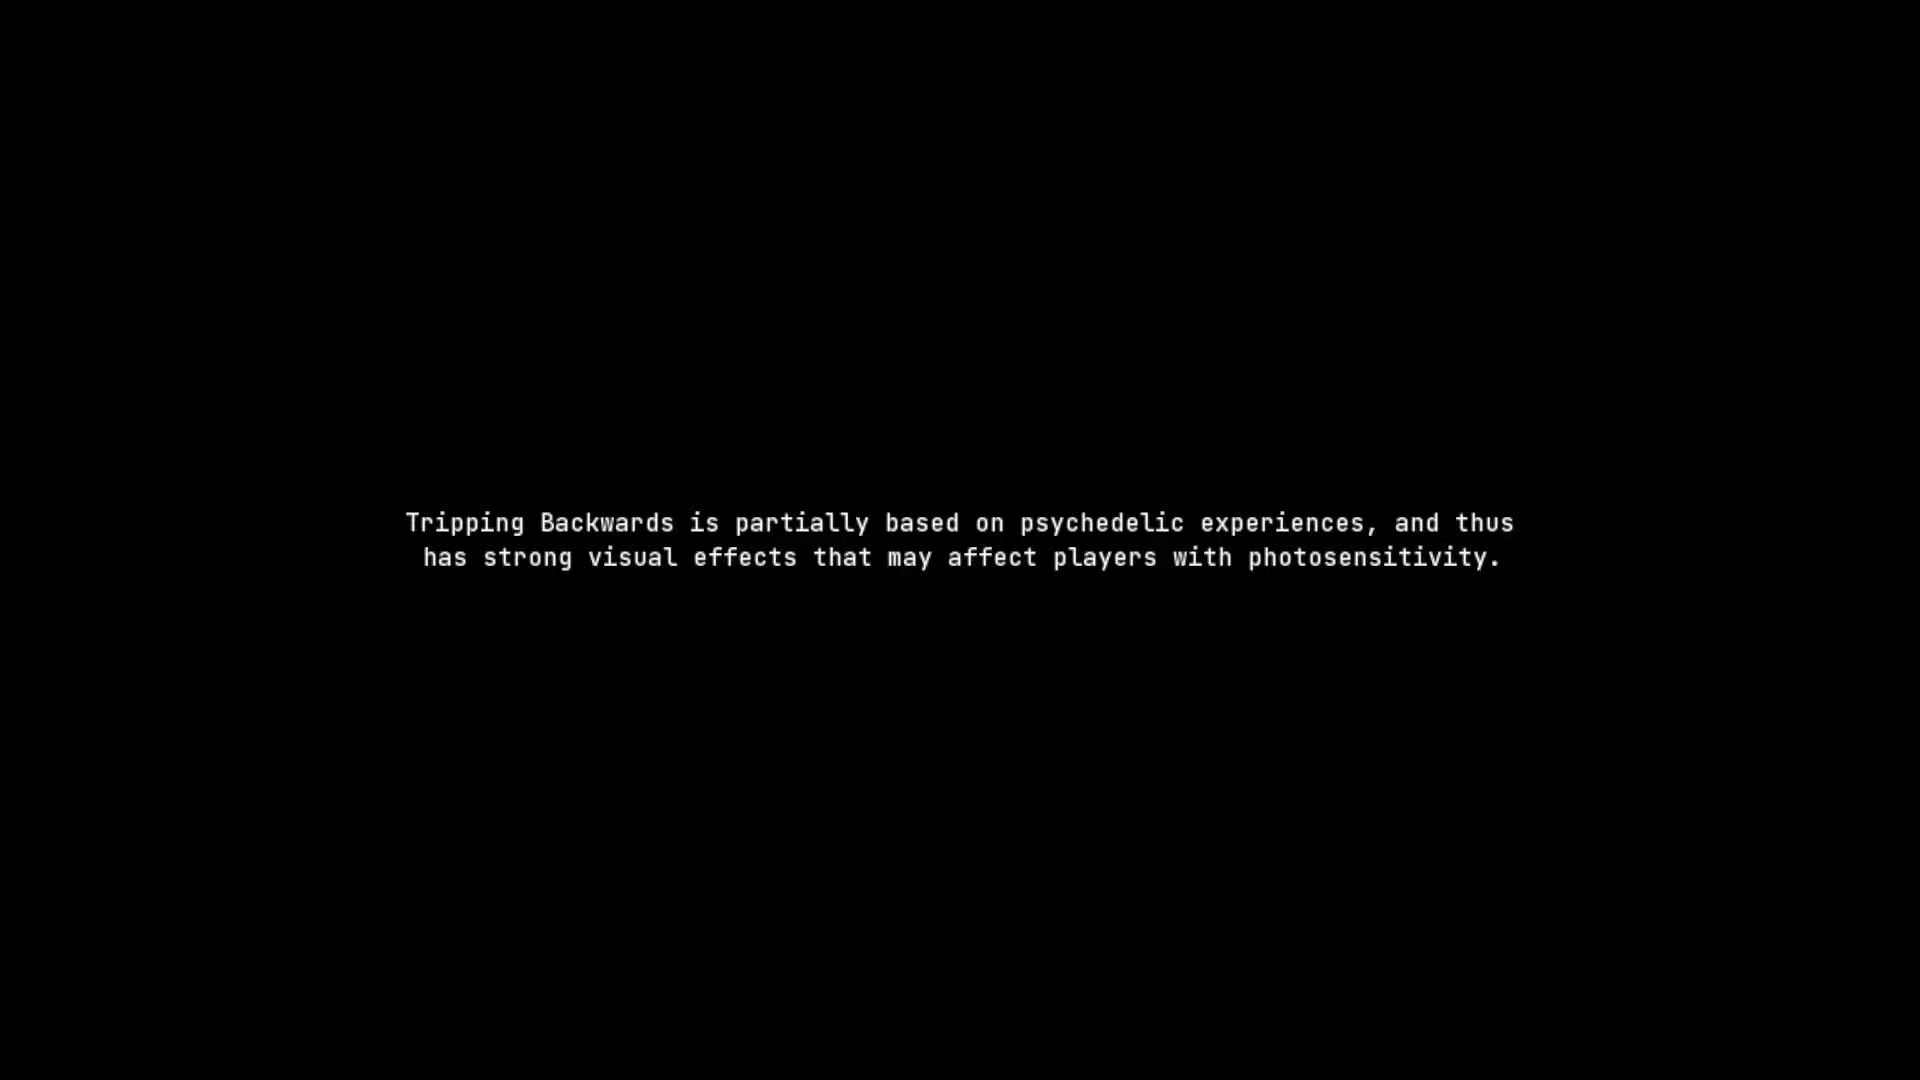 Tripping Backwards is partially based on psychedelic experiences, and thus
has strong visual effects that may affect players with photosensitivity.